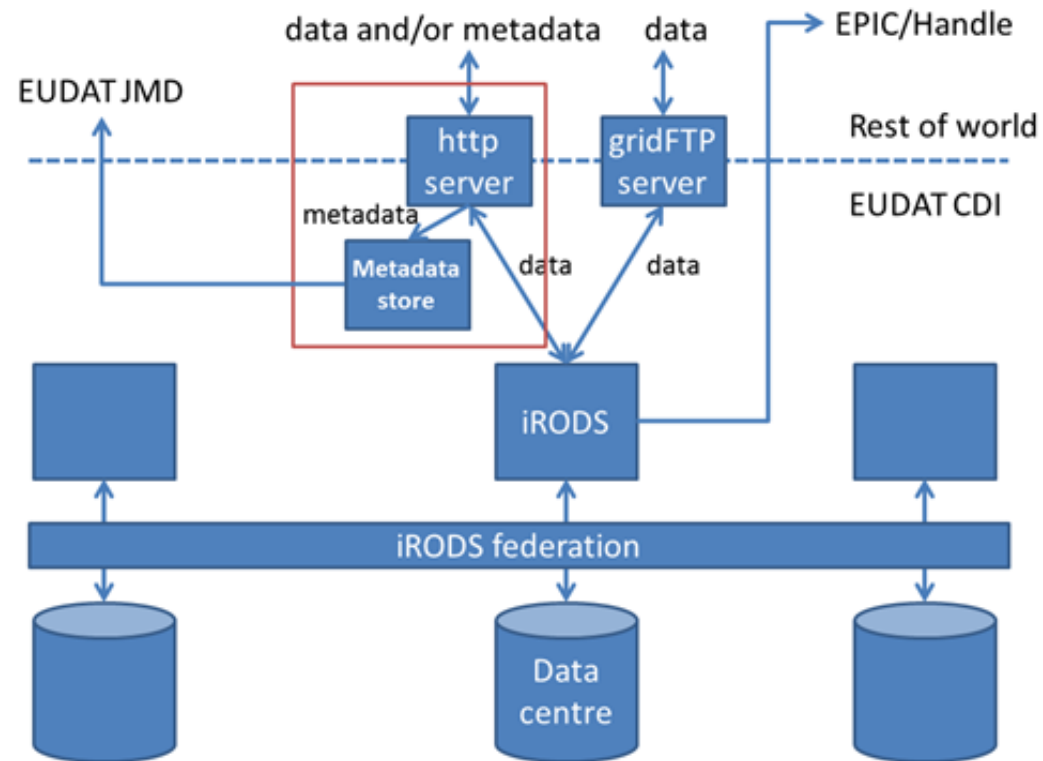 data and/or metadata
data
EPIC/Handle
EUDAT JMD
http
server
gridFTP
server
Rest of world
EUDAT CDI
metadata
Metadata
store
data
data
iRODS
iRODS federation
Data
centre